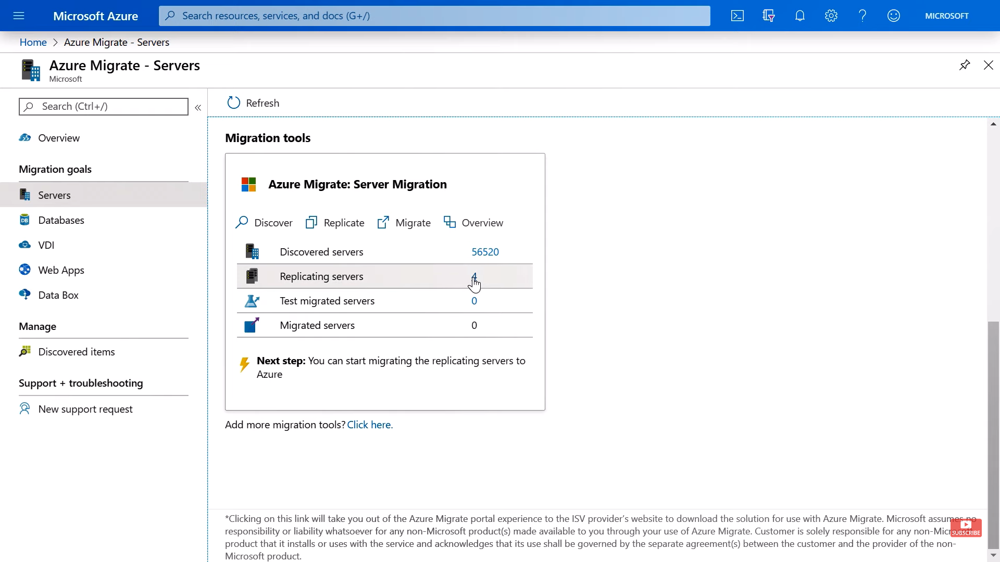 Microsoft Azure
Search resources, services, and docs (G+/)
MICROSOFT
Home > Azure Migrate - Servers
Azure Migrate - Servers
Microsoft
Search (Ctrl+/)
«
Refresh
Overview
Migration goals
Servers
DB Databases
VDI
Web Apps
Data Box
Manage
Discovered items
Support + troubleshooting
New support request
Migration tools
Azure Migrate: Server Migration
Discover Replicate Migrate Overview
Discovered servers 56520
Replicating servers 4
Test migrated servers 0
Migrated servers 0
Next step: You can start migrating the replicating servers to
Azure
Add more migration tools? Click here.
*Clicking on this link will take you out of the Azure Migrate portal experience to the ISV provider's website to download the solution for use with Azure Migrate. Microsoft assumes no
responsibility or liability whatsoever for any non-Microsoft product(s) made available to you through your use of Azure Migrate. Customer is solely responsible for any non-Microsoft
product that it installs or uses with the service and acknowledges that its use shall be governed by the separate agreement(s) between the customer and the provider of the non-
Microsoft product.
SUBSCRIBE